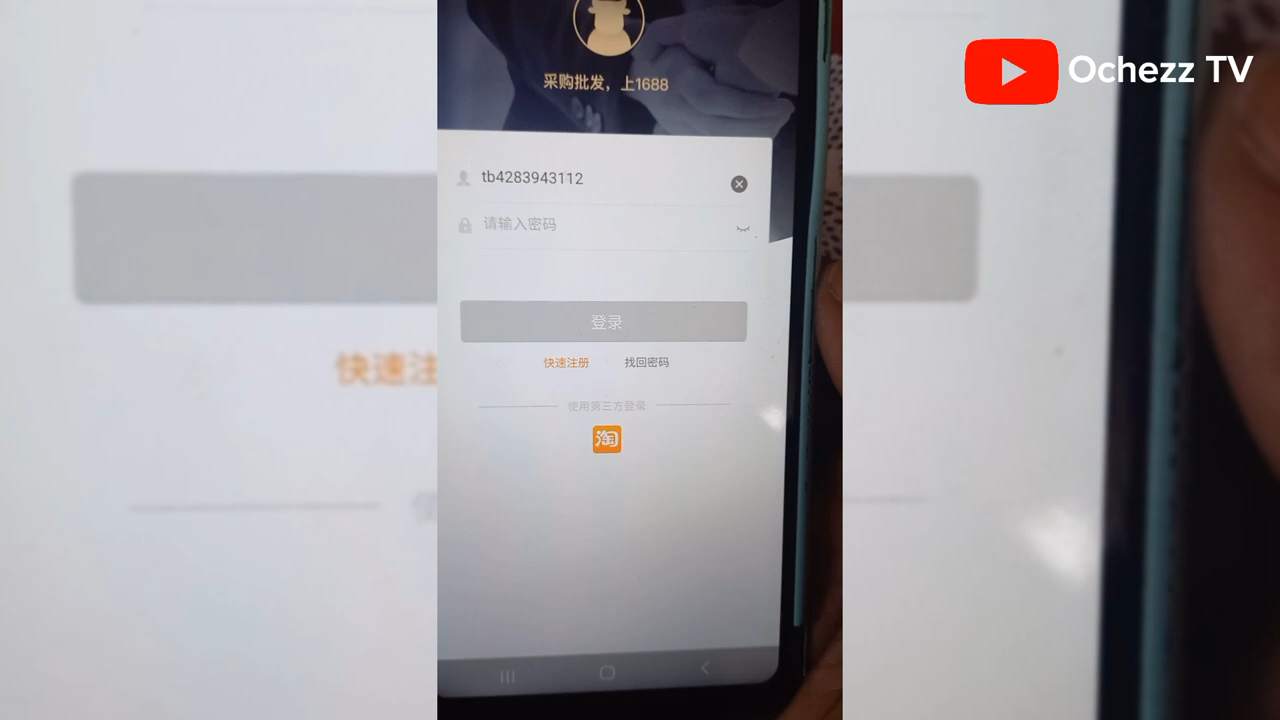 Ochezz TV
采购批发，上1688
tb4283943112
请输入密码
登录
快速注册 找回密码
使用第三方登录
淘
快速注